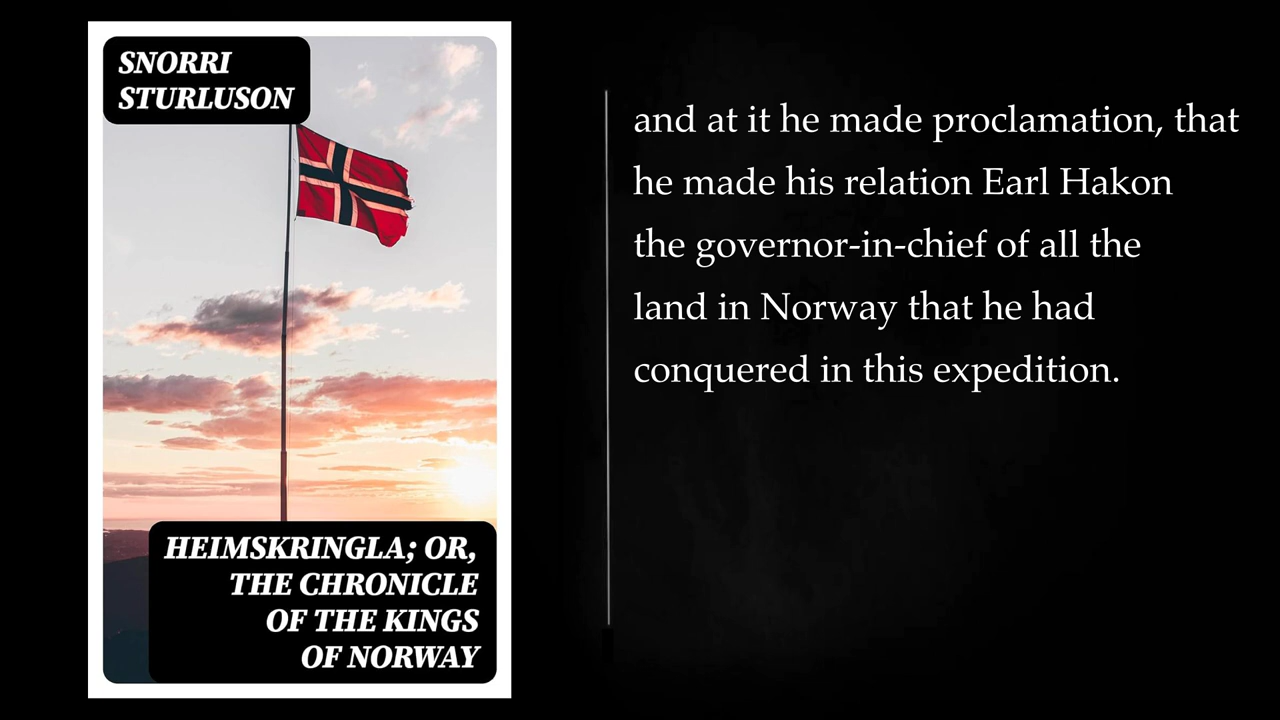 SNORRI
STURLUSON
HEIMSKRINGLA; OR,
THE CHRONICLE
OF THE KINGS
OF NORWAY
and at it he made proclamation, that
he made his relation Earl Hakon
the governor-in-chief of all the
land in Norway that he had
conquered in this expedition.